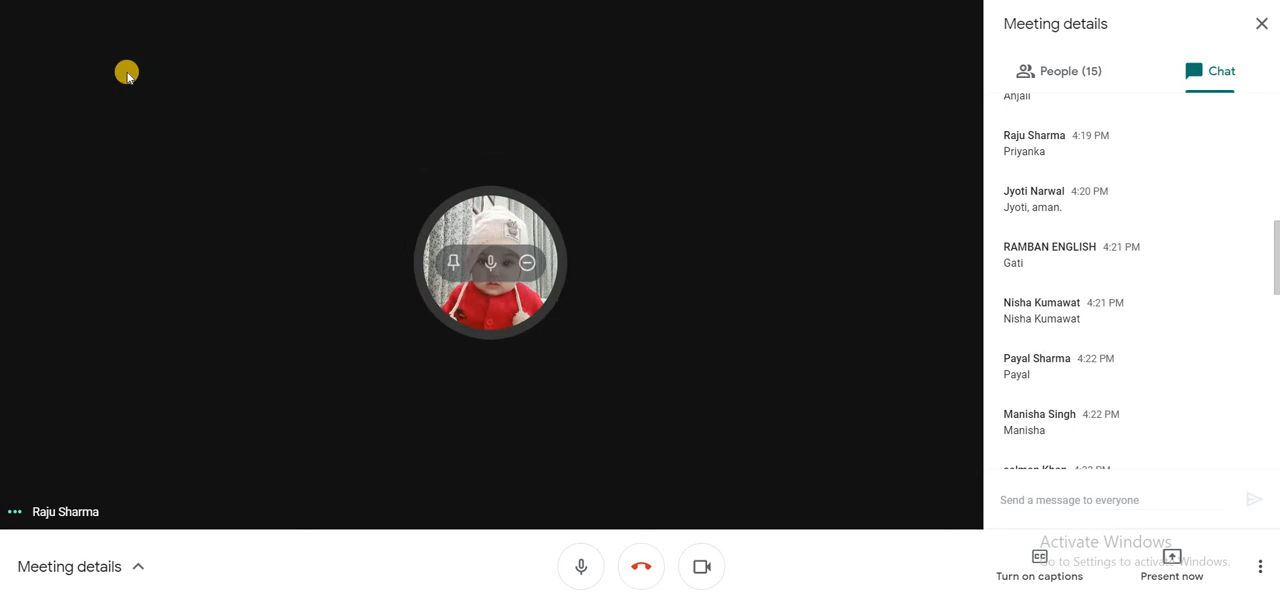 Meeting details
People (15)
Chat
Anjali
Raju Sharma 4:19 PM
Priyanka
Jyoti Narwal 4:20 PM
Jyoti, aman.
RAMBAN ENGLISH 4:21 PM
Gati
Nisha Kumawat 4:21 PM
Nisha Kumawat
Payal Sharma 4:22 PM
Payal
Manisha Singh 4:22 PM
Manisha
Send a message to everyone
Raju Sharma
Meeting details
Activate Windows
Go to Settings to activate Windows.
CC
Turn on captions
Present now